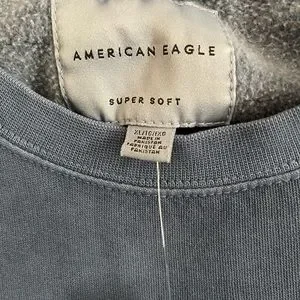 AMERICAN EAGLE
SUPER SOFT
XL/TG/XG
MADE IN
PAKISTAN
FABRIQUÉ AU
PAKISTAN